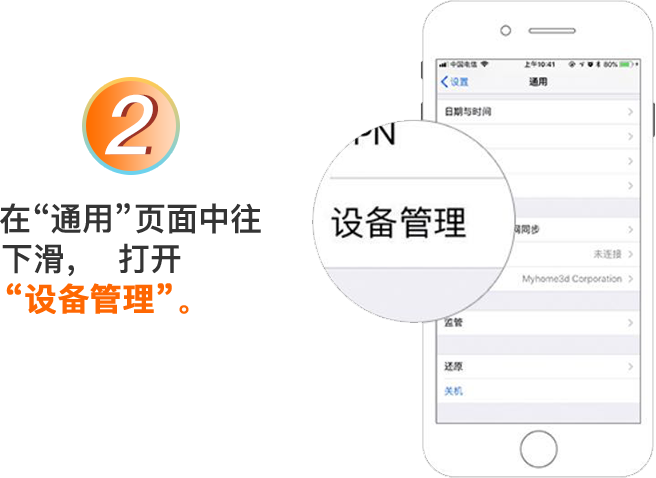 2
在“通用”页面中往
下滑， 打开
“设备管理”。
中国电信 上午10:41 80%
设置 通用
日期与时间
PN
设备管理
间同步
未连接
Myhome3d Corporation
监管
还原
关机